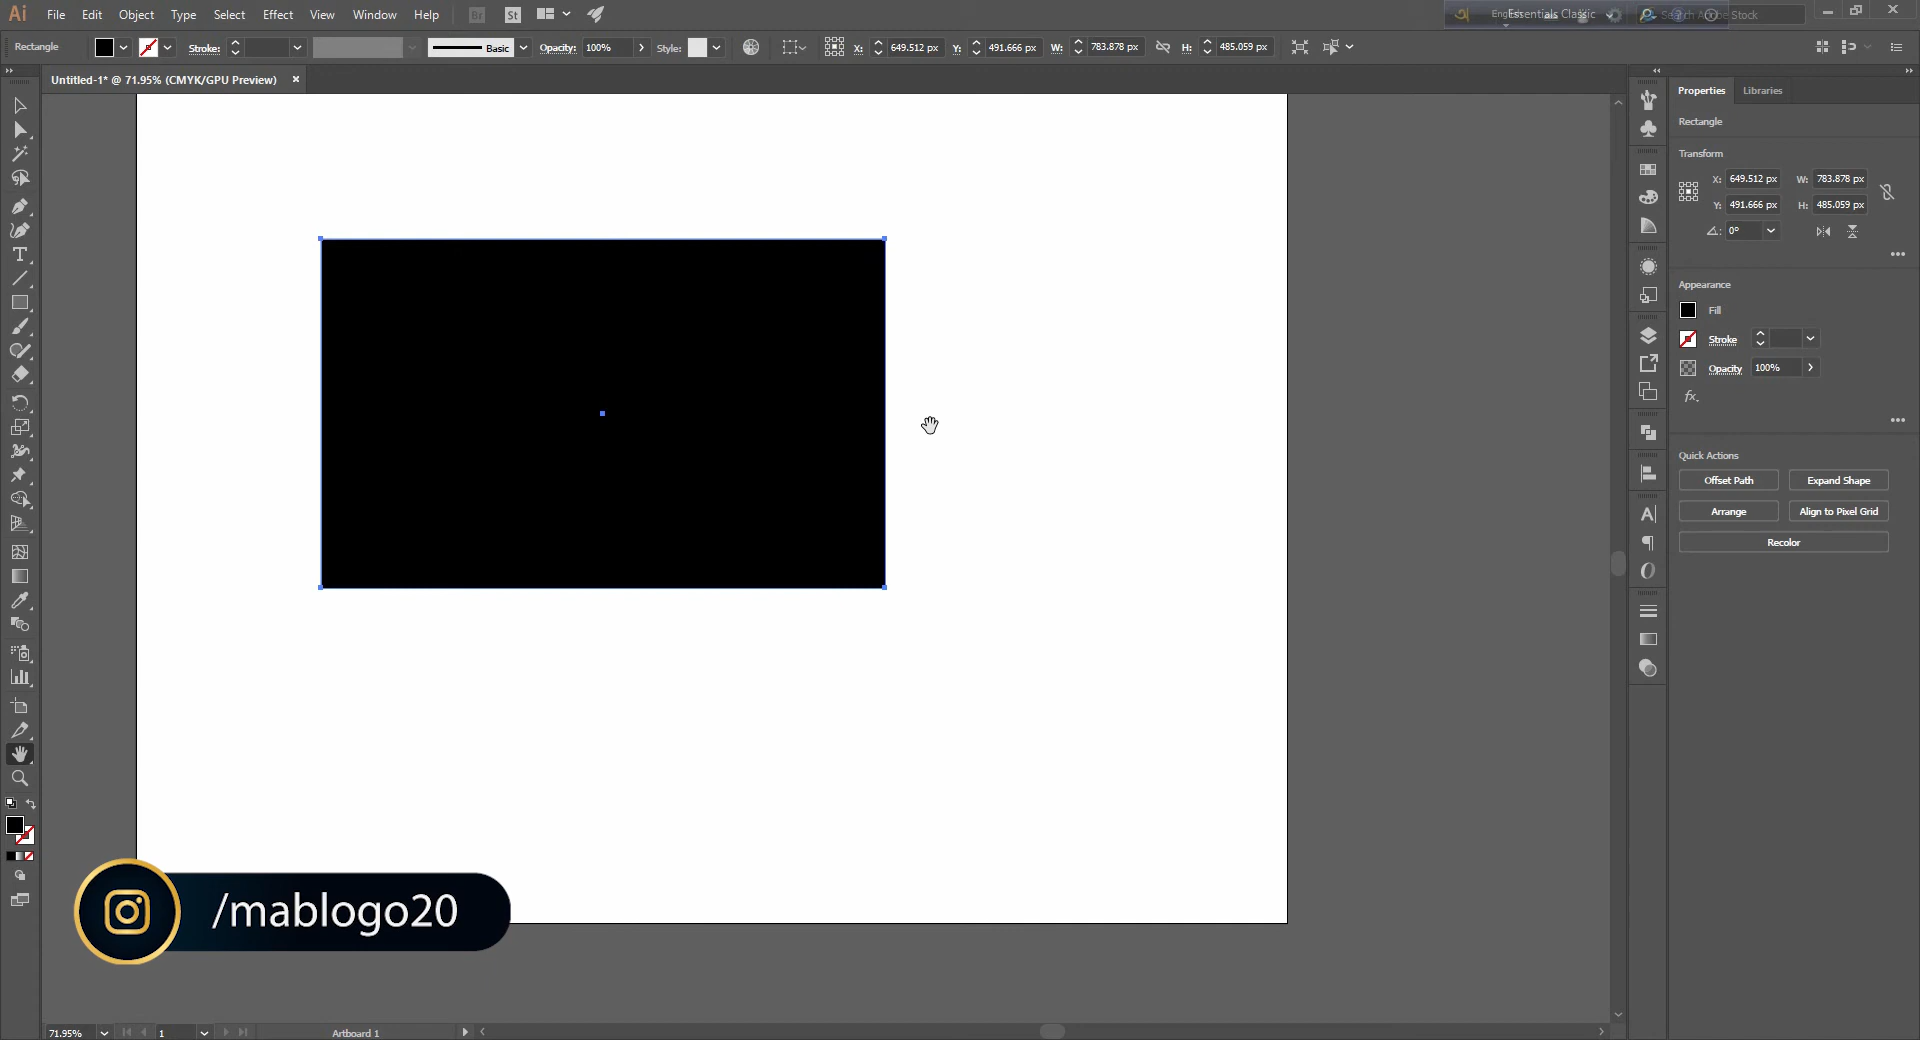 Ai File Edit Object Type Select Effect View Window Help Br St Essentials Classic
Rectangle Stroke: Basic Opacity: 100% Style: X: 649.512 px Y: 491.666 px W: 783.878 px H: 485.059 px
Untitled-1* @ 71.95% (CMYK/GPU Preview) ×
Properties Libraries
Rectangle
Transform
X: 649.512 px W: 783.878 px
Y: 491.666 px H: 485.059 px
0°
Appearance
Fill
Stroke
Opacity 100%
fx.
Quick Actions
Offset Path Expand Shape
Arrange Align to Pixel Grid
Recolor
/mablogo20
71.95% 1 Artboard 1